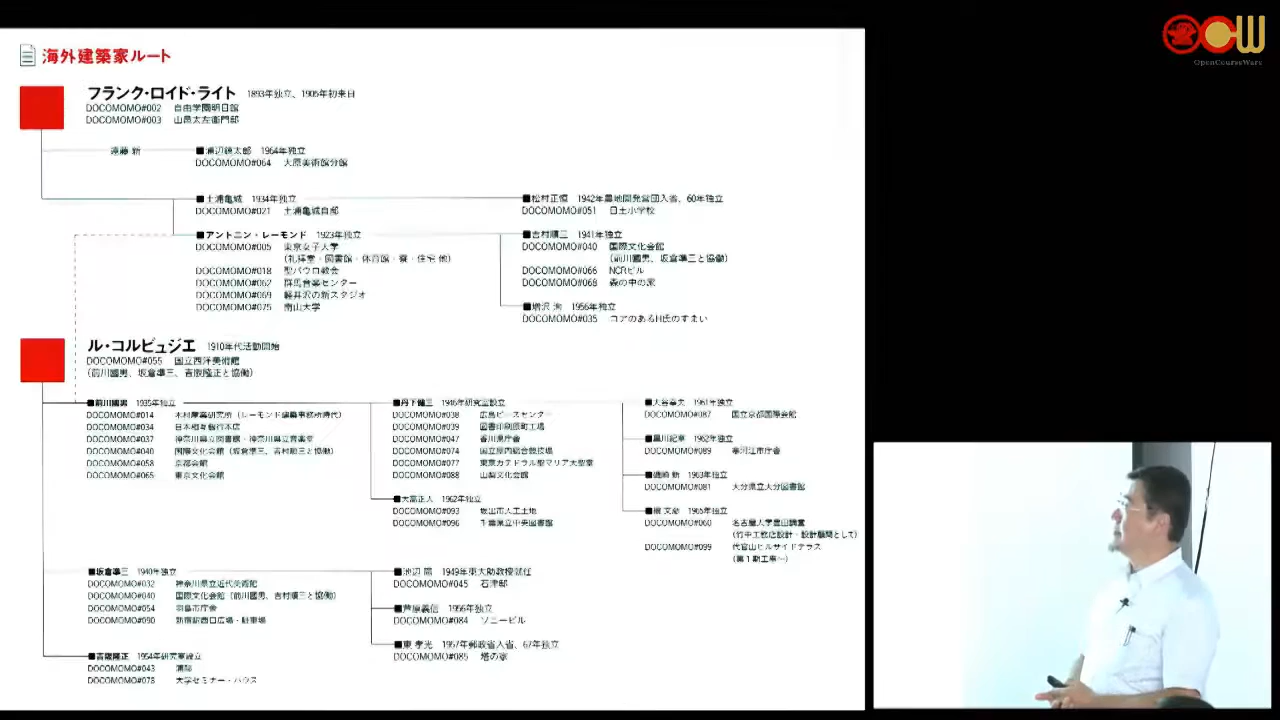 海外建築家ルート
フランク・ロイド・ライト 1893年独立、1905年初来日
DOCOMOMO#002 自由学園明日館
DOCOMOMO#003 山邑太左衛門邸
遠藤 新
■浦辺鎮太郎 1964年独立
DOCOMOMO#064 大原美術館分館
■土浦亀城 1934年独立
DOCOMOMO#021 土浦亀城自邸
■松村正恒 1942年農地開発営団入省、60年独立
DOCOMOMO#051 日土小学校
■アントニン・レーモンド 1923年独立
DOCOMOMO#005 東京女子大学
(礼拝堂・図書館・体育館・寮・住宅 他)
DOCOMOMO#018 聖パウロ教会
DOCOMOMO#062 群馬音楽センター
DOCOMOMO#069 軽井沢の新スタジオ
DOCOMOMO#075 南山大学
■吉村順三 1941年独立
DOCOMOMO#040 国際文化会館
(前川國男、坂倉準三と協働)
DOCOMOMO#066 NCRビル
DOCOMOMO#068 森の中の家
■増沢 洵 1956年独立
DOCOMOMO#035 コアのあるH氏のすまい
ル・コルビュジエ 1910年代活動開始
DOCOMOMO#055 国立西洋美術館
(前川國男、坂倉準三、吉阪隆正と協働)
■前川國男 1935年独立
DOCOMOMO#014 木村産業研究所(レーモンド建築事務所時代)
DOCOMOMO#034 日本相互銀行本店
DOCOMOMO#037 神奈川県立図書館・神奈川県立音楽堂
DOCOMOMO#040 国際文化会館(坂倉準三、吉村順三と協働)
DOCOMOMO#058 京都会館
DOCOMOMO#065 東京文化会館
■丹下健三 1946年研究室設立
DOCOMOMO#038 広島ピースセンター
DOCOMOMO#039 図書印刷原町工場
DOCOMOMO#047 香川県庁舎
DOCOMOMO#074 国立屋内総合競技場
DOCOMOMO#077 東京カテドラル聖マリア大聖堂
DOCOMOMO#088 山梨文化会館
■大高正人 1962年独立
DOCOMOMO#093 坂出市人工土地
DOCOMOMO#096 千葉県立中央図書館
■大谷幸夫 1961年独立
DOCOMOMO#087 国立京都国際会館
■黒川紀章 1962年独立
DOCOMOMO#089 寒河江市庁舎
■磯崎 新 1963年独立
DOCOMOMO#081 大分県立大分図書館
■槇 文彦 1965年独立
DOCOMOMO#060 名古屋大学豊田講堂
(竹中工務店設計・設計顧問として)
DOCOMOMO#099 代官山ヒルサイドテラス
(第1期工事〜)
■坂倉準三 1940年独立
DOCOMOMO#032 神奈川県立近代美術館
DOCOMOMO#040 国際文化会館(前川國男、吉村順三と協働)
DOCOMOMO#054 羽島市庁舎
DOCOMOMO#090 新宿駅西口広場・駐車場
■池辺 陽 1949年東大助教授就任
DOCOMOMO#045 石津邸
■芦原義信 1956年独立
DOCOMOMO#084 ソニービル
■東 孝光 1957年郵政省入省、67年独立
DOCOMOMO#085 塔の家
■吉阪隆正 1954年研究室設立
DOCOMOMO#043 浦邸
DOCOMOMO#078 大学セミナー・ハウス
OCW
OpenCourseWare